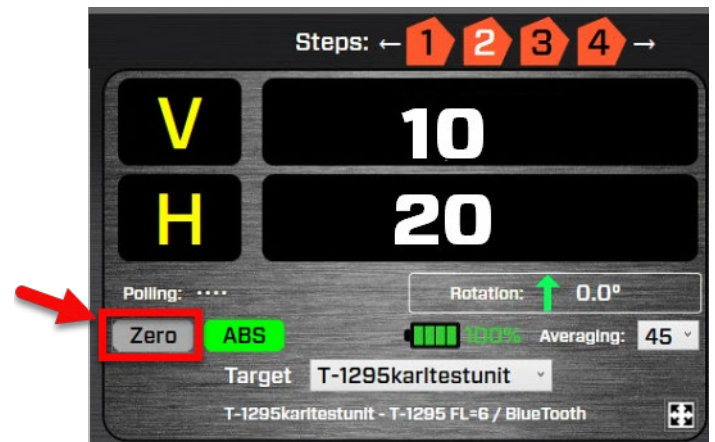 Steps: ← 1 2 3 4 →
V 10
H 20
Polling: ···· Rotation: 0.0°
Zero ABS 100% Averaging: 45
Target T-1295karltestunit
T-1295karltestunit - T-1295 FL=6 / BlueTooth